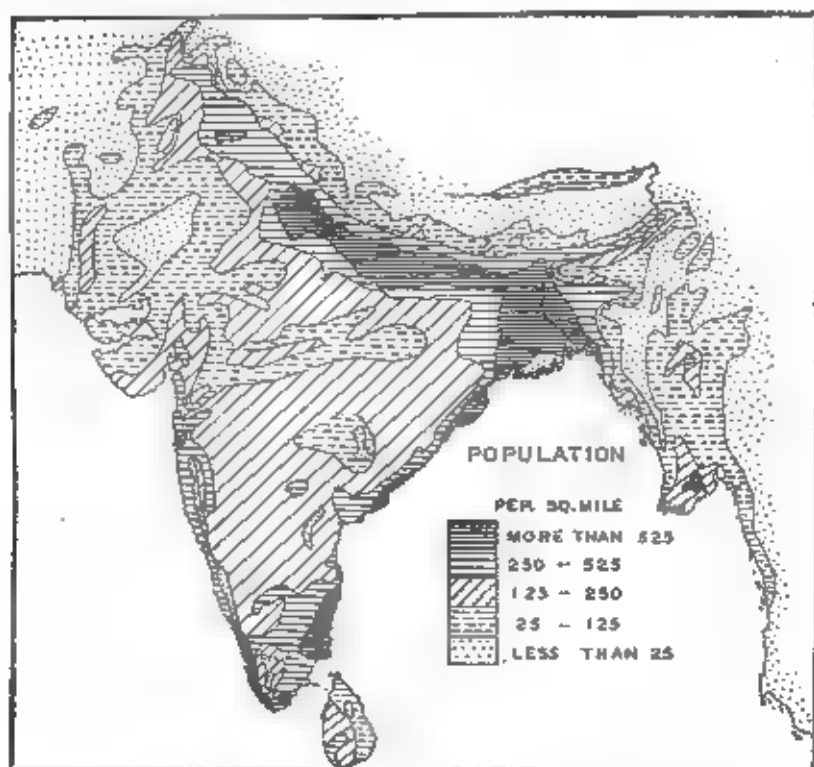 POPULATION
PER SQ. MILE
MORE THAN 525
250 - 525
125 - 250
25 - 125
LESS THAN 25